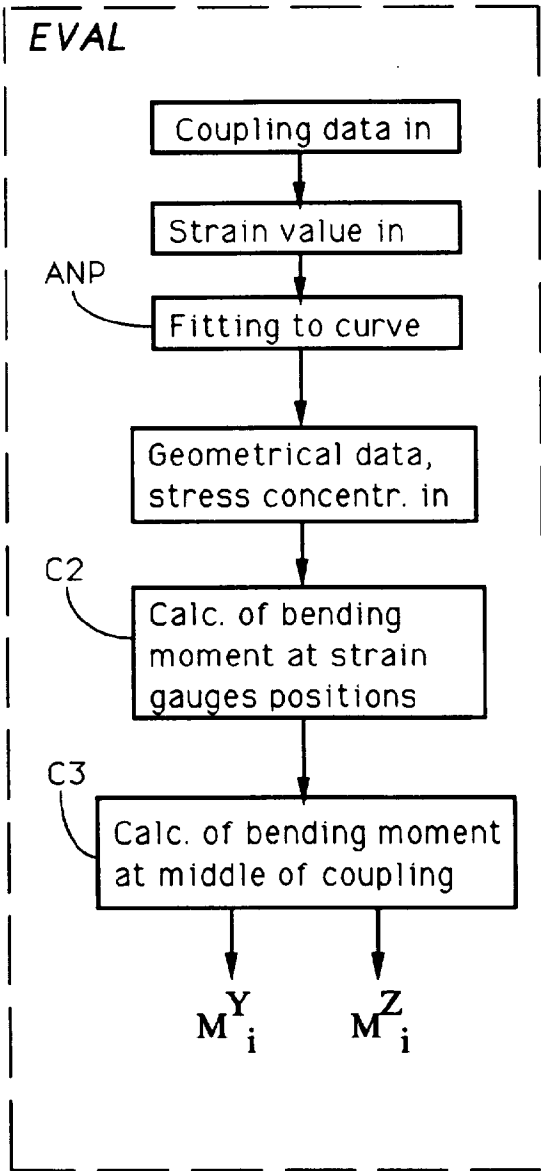 EVAL
Coupling data in
Strain value in
ANP
Fitting to curve
Geometrical data,
stress concentr. in
C2
Calc. of bending
moment at strain
gauges positions
C3
Calc. of bending moment
at middle of coupling
M^Y_i M^Z_i